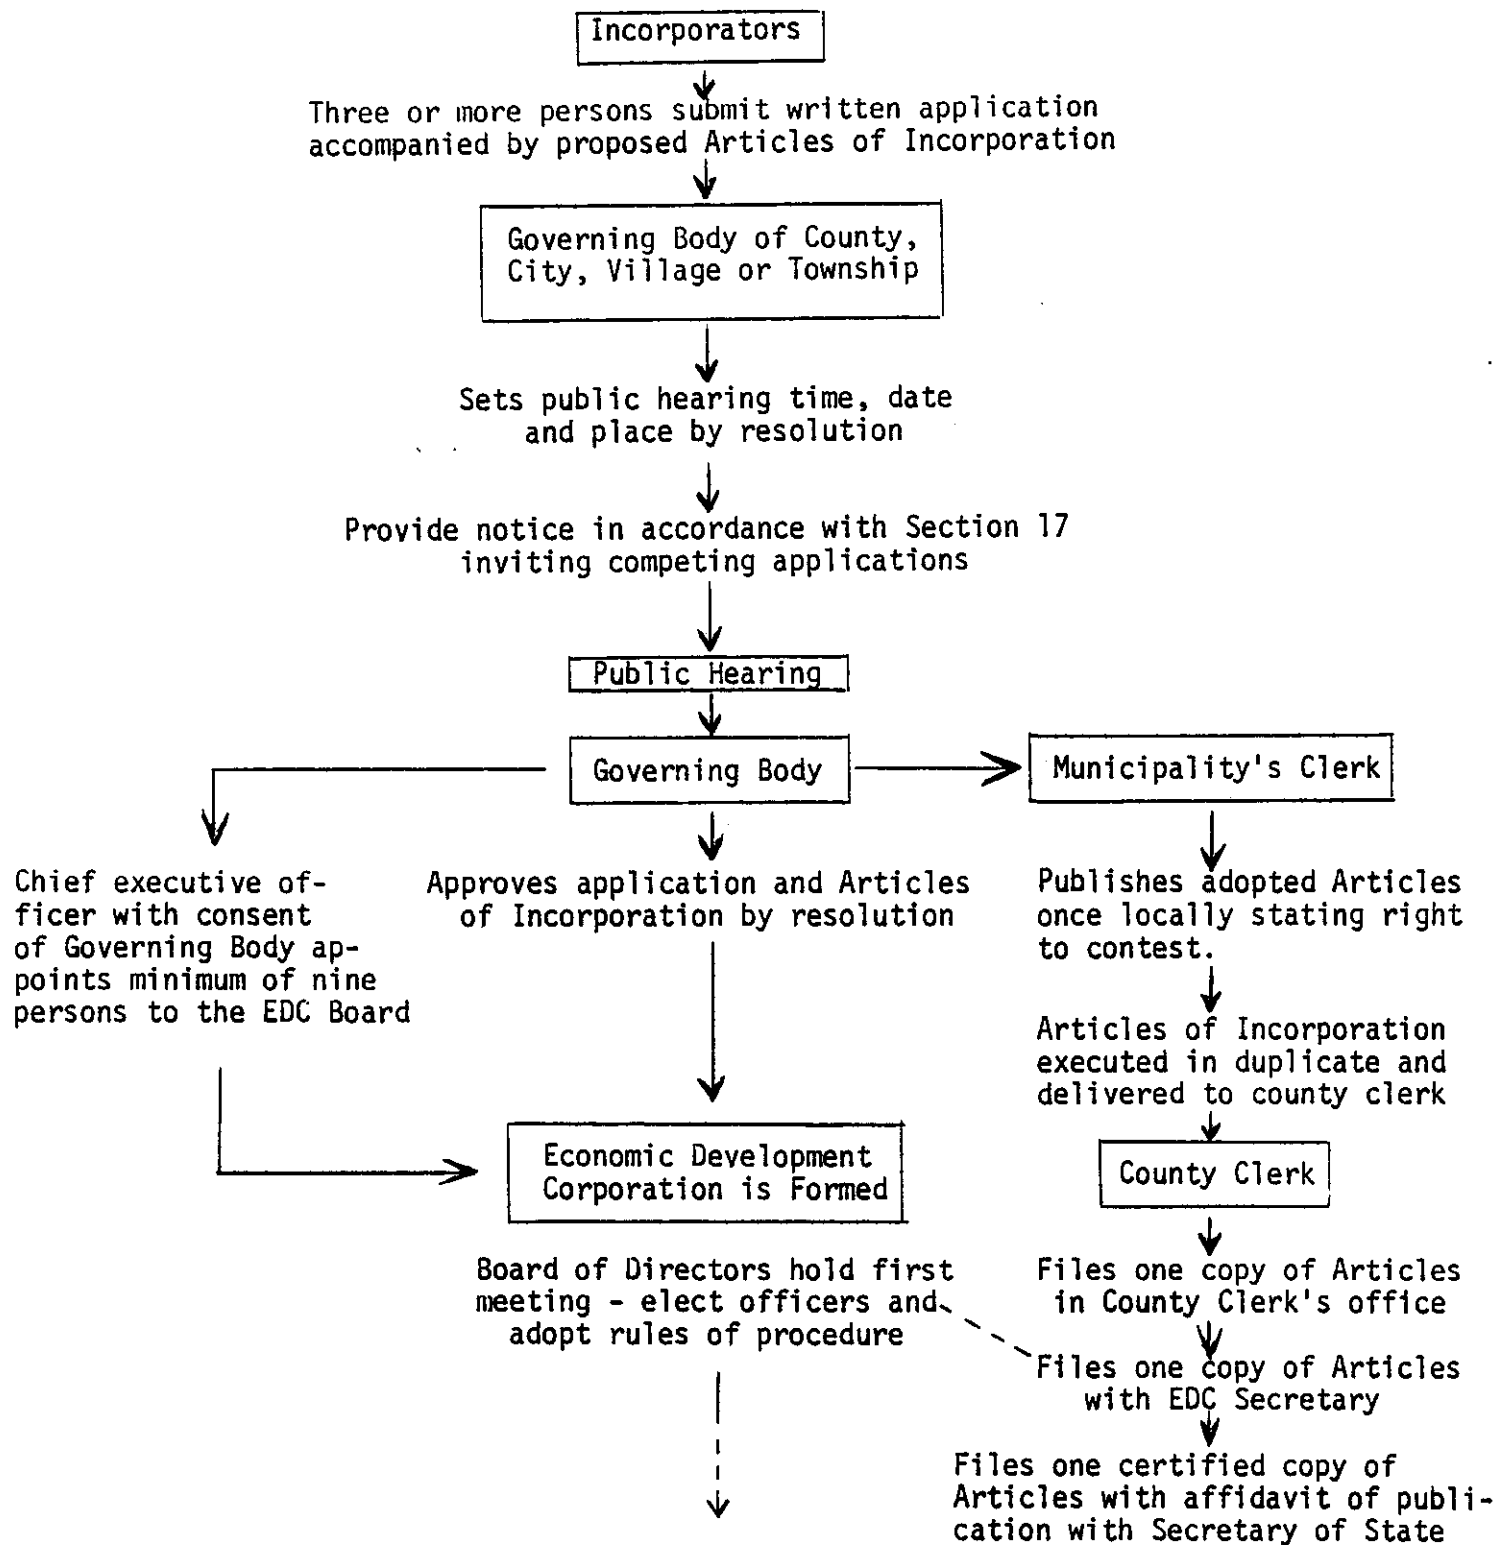 Incorporators
Three or more persons submit written application
accompanied by proposed Articles of Incorporation
Governing Body of County,
City, Village or Township
Sets public hearing time, date
and place by resolution
Provide notice in accordance with Section 17
inviting competing applications
Public Hearing
Governing Body
Municipality's Clerk
Chief executive of-
ficer with consent
of Governing Body ap-
points minimum of nine
persons to the EDC Board
Approves application and Articles
of Incorporation by resolution
Publishes adopted Articles
once locally stating right
to contest.
Articles of Incorporation
executed in duplicate and
delivered to county clerk
Economic Development
Corporation is Formed
County Clerk
Board of Directors hold first
meeting - elect officers and
adopt rules of procedure
Files one copy of Articles
in County Clerk's office
Files one copy of Articles
with EDC Secretary
Files one certified copy of
Articles with affidavit of publi-
cation with Secretary of State